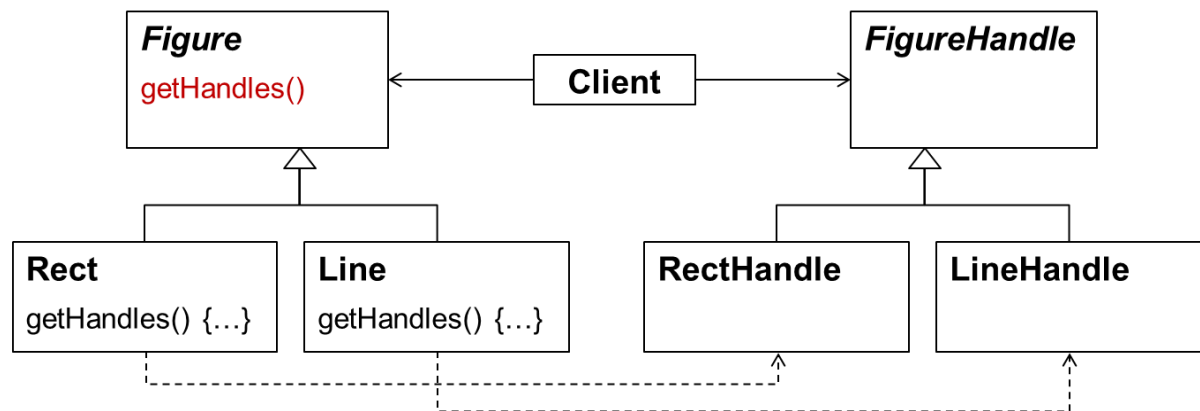 Figure
getHandles()
Client
FigureHandle
Rect
getHandles() {…}
Line
getHandles() {…}
RectHandle
LineHandle